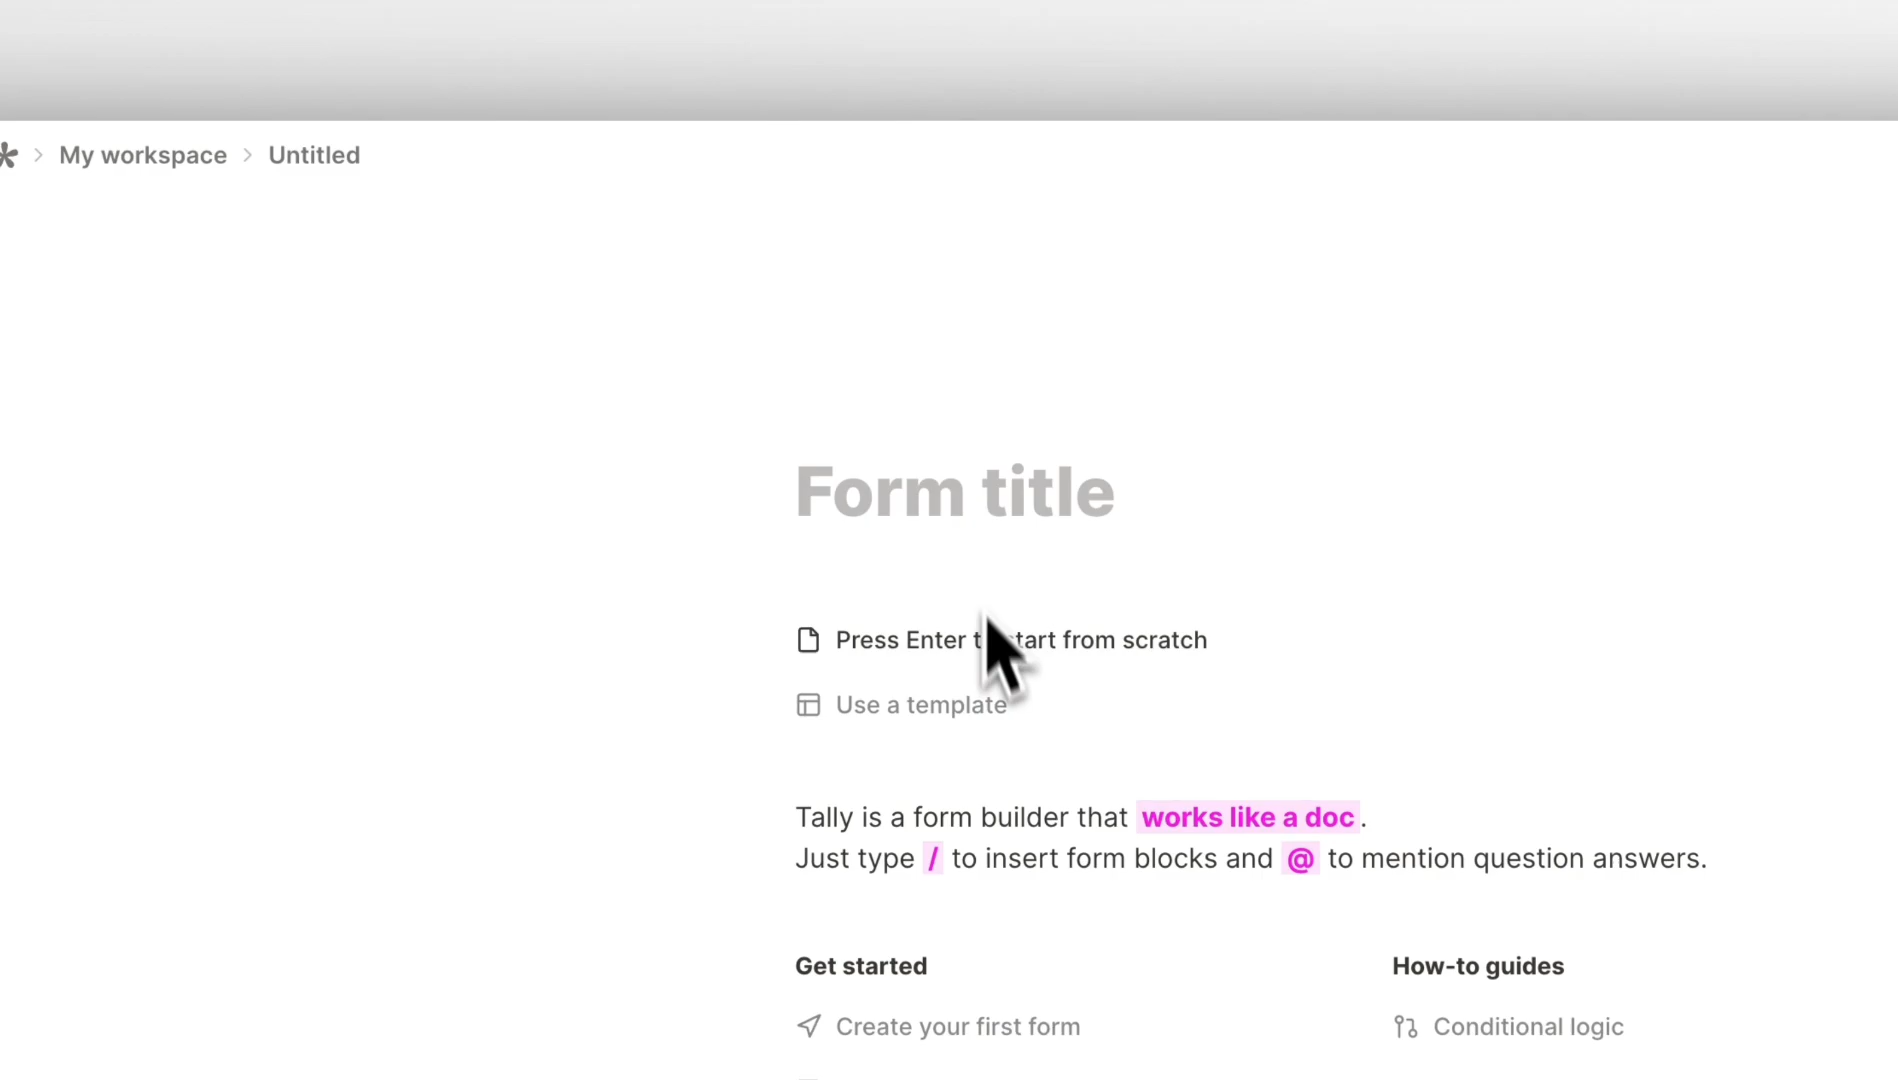 My workspace > Untitled
Form title
Press Enter to start from scratch
Use a template
Tally is a form builder that works like a doc.
Just type / to insert form blocks and @ to mention question answers.
Get started
How-to guides
Create your first form
Conditional logic